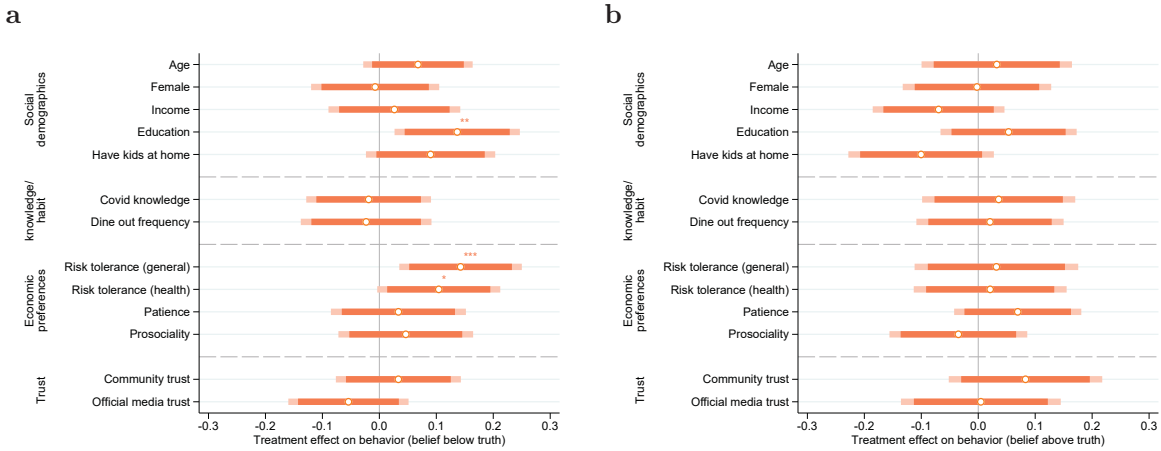 a
Social
demographics
Age
Female
Income
**
Education
Have kids at home
knowledge/
habit
Covid knowledge
Dine out frequency
Economic
preferences
***
Risk tolerance (general)
*
Risk tolerance (health)
Patience
Prosociality
Trust
Community trust
Official media trust
-0.3 -0.2 -0.1 0.0 0.1 0.2 0.3
Treatment effect on behavior (belief below truth)
b
Social
demographics
Age
Female
Income
Education
Have kids at home
knowledge/
habit
Covid knowledge
Dine out frequency
Economic
preferences
Risk tolerance (general)
Risk tolerance (health)
Patience
Prosociality
Trust
Community trust
Official media trust
-0.3 -0.2 -0.1 0.0 0.1 0.2 0.3
Treatment effect on behavior (belief above truth)